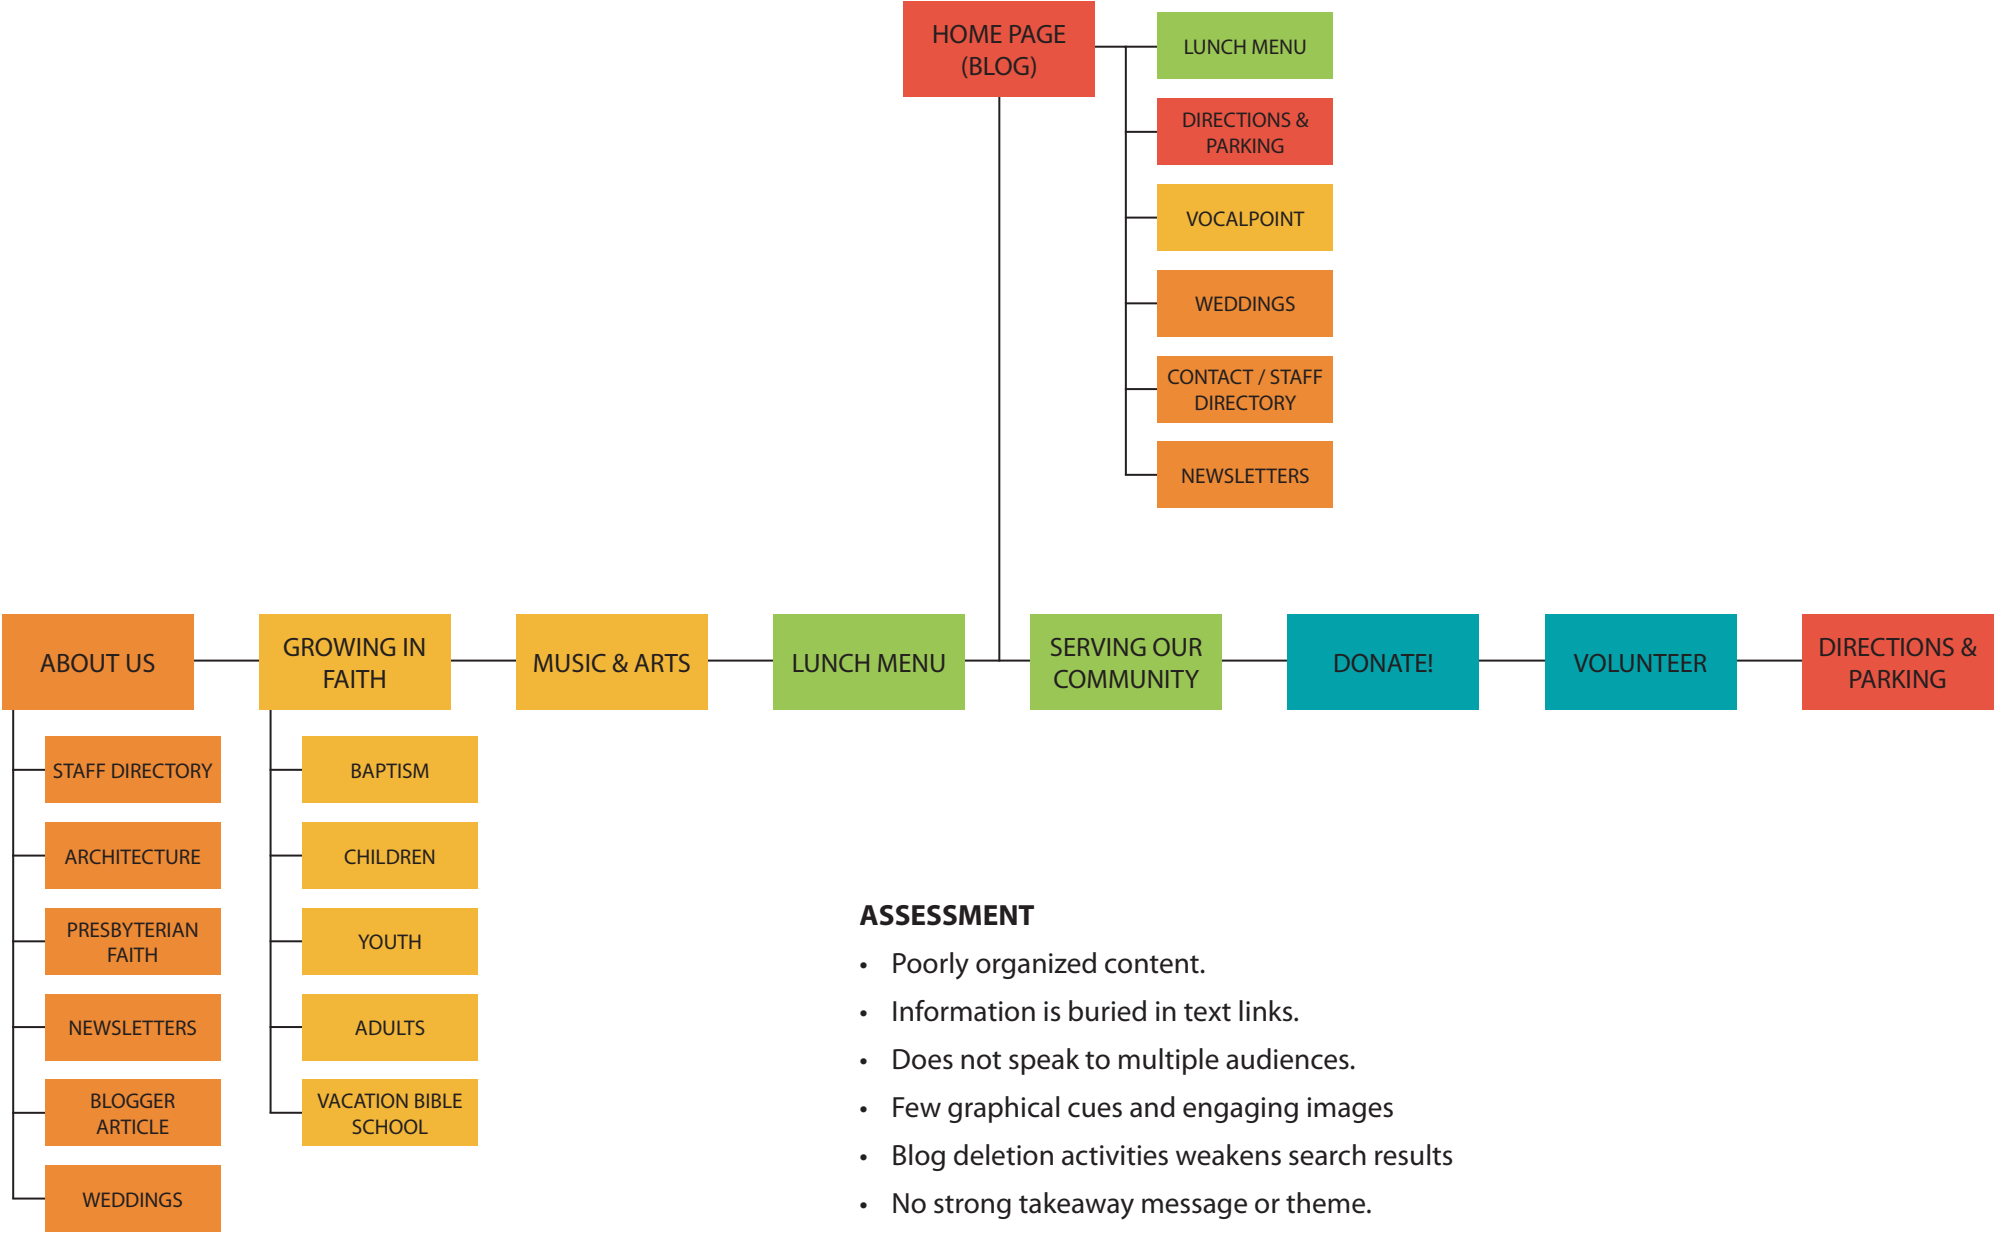 HOME PAGE
(BLOG)
LUNCH MENU
DIRECTIONS &
PARKING
VOCALPOINT
WEDDINGS
CONTACT / STAFF
DIRECTORY
NEWSLETTERS
ABOUT US
GROWING IN
FAITH
MUSIC & ARTS
LUNCH MENU
SERVING OUR
COMMUNITY
DONATE!
VOLUNTEER
DIRECTIONS &
PARKING
STAFF DIRECTORY
ARCHITECTURE
PRESBYTERIAN
FAITH
NEWSLETTERS
BLOGGER
ARTICLE
WEDDINGS
BAPTISM
CHILDREN
YOUTH
ADULTS
VACATION BIBLE
SCHOOL
ASSESSMENT
• Poorly organized content.
• Information is buried in text links.
• Does not speak to multiple audiences.
• Few graphical cues and engaging images
• Blog deletion activities weakens search results
• No strong takeaway message or theme.